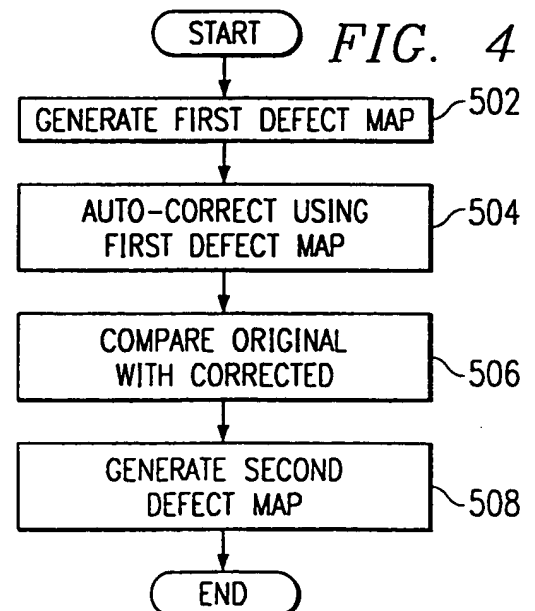 START
FIG. 4
GENERATE FIRST DEFECT MAP
502
AUTO-CORRECT USING
FIRST DEFECT MAP
504
COMPARE ORIGINAL
WITH CORRECTED
506
GENERATE SECOND
DEFECT MAP
508
END